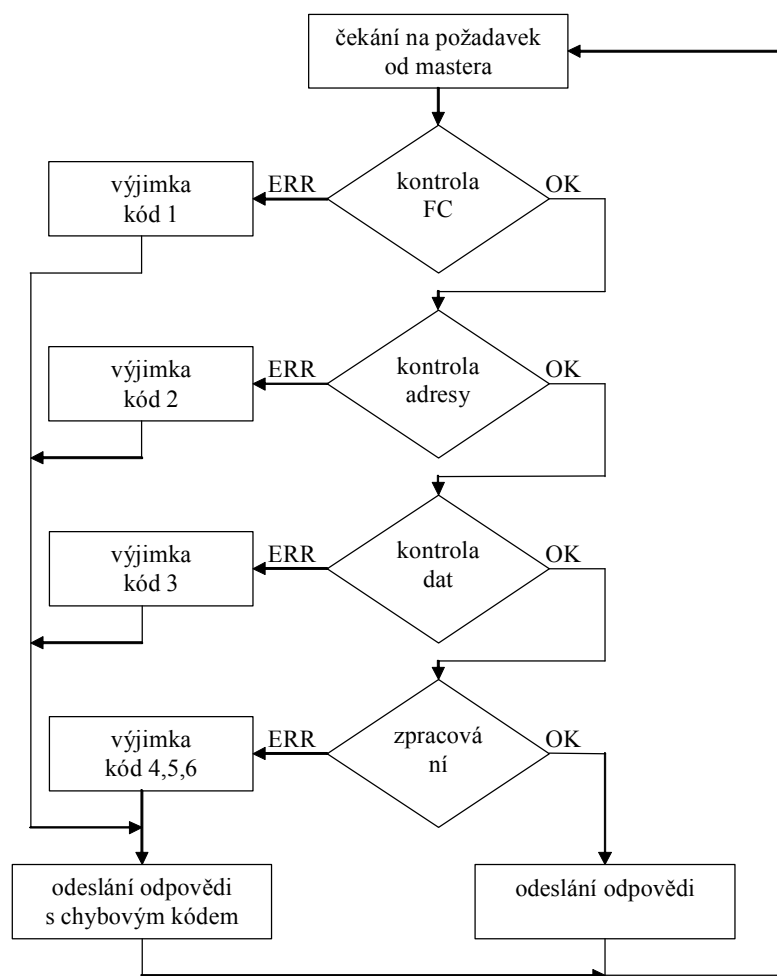 čekání na požadavek
od mastera
výjimka
kód 1
ERR
kontrola
FC
OK
výjimka
kód 2
ERR
kontrola
adresy
OK
výjimka
kód 3
ERR
kontrola
dat
OK
výjimka
kód 4,5,6
ERR
zpracová
ní
OK
odeslání odpovědi
s chybovým kódem
odeslání odpovědi